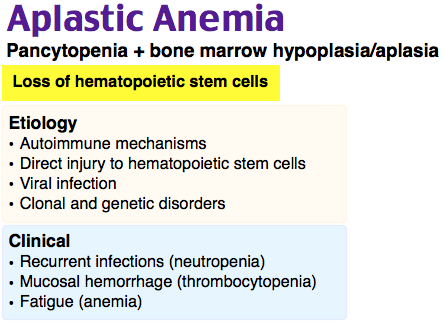 Aplastic Anemia
Pancytopenia + bone marrow hypoplasia/aplasia
Loss of hematopoietic stem cells
Etiology
• Autoimmune mechanisms
• Direct injury to hematopoietic stem cells
• Viral infection
• Clonal and genetic disorders
Clinical
• Recurrent infections (neutropenia)
• Mucosal hemorrhage (thrombocytopenia)
• Fatigue (anemia)